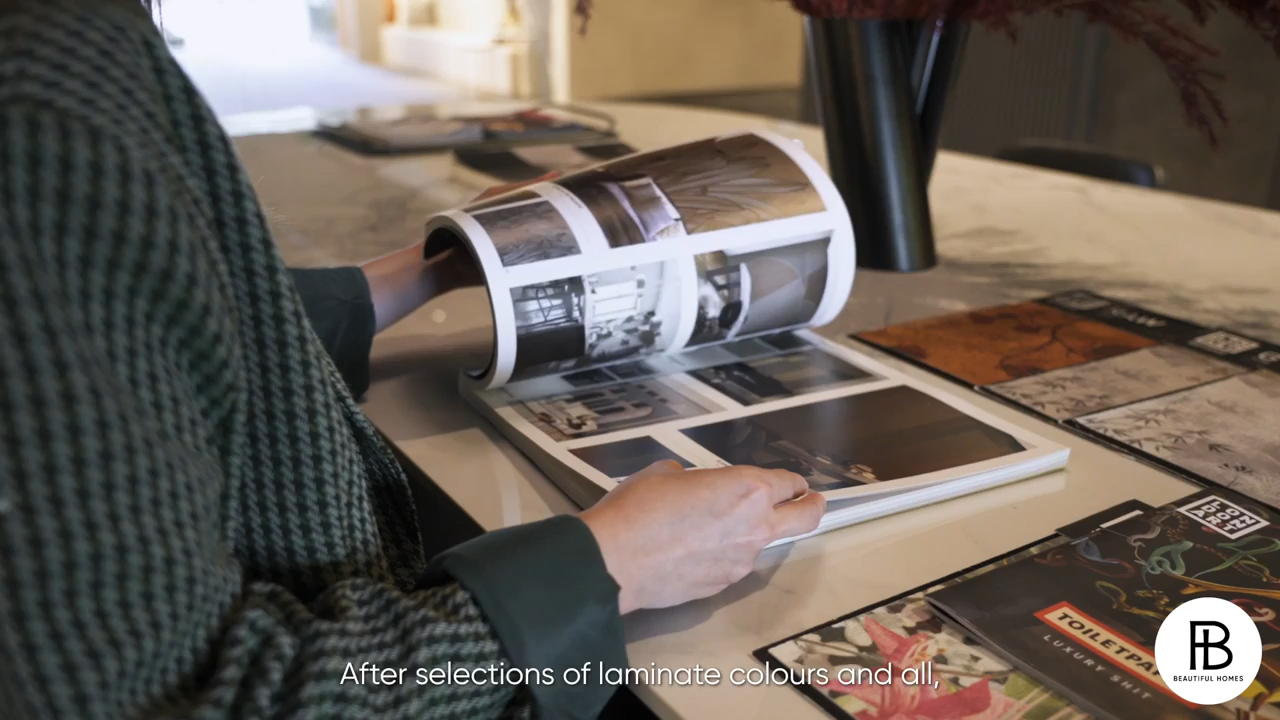 TOILETPA
LUXURY SHIT
After selections of laminate colours and all,
B
BEAUTIFUL HOMES